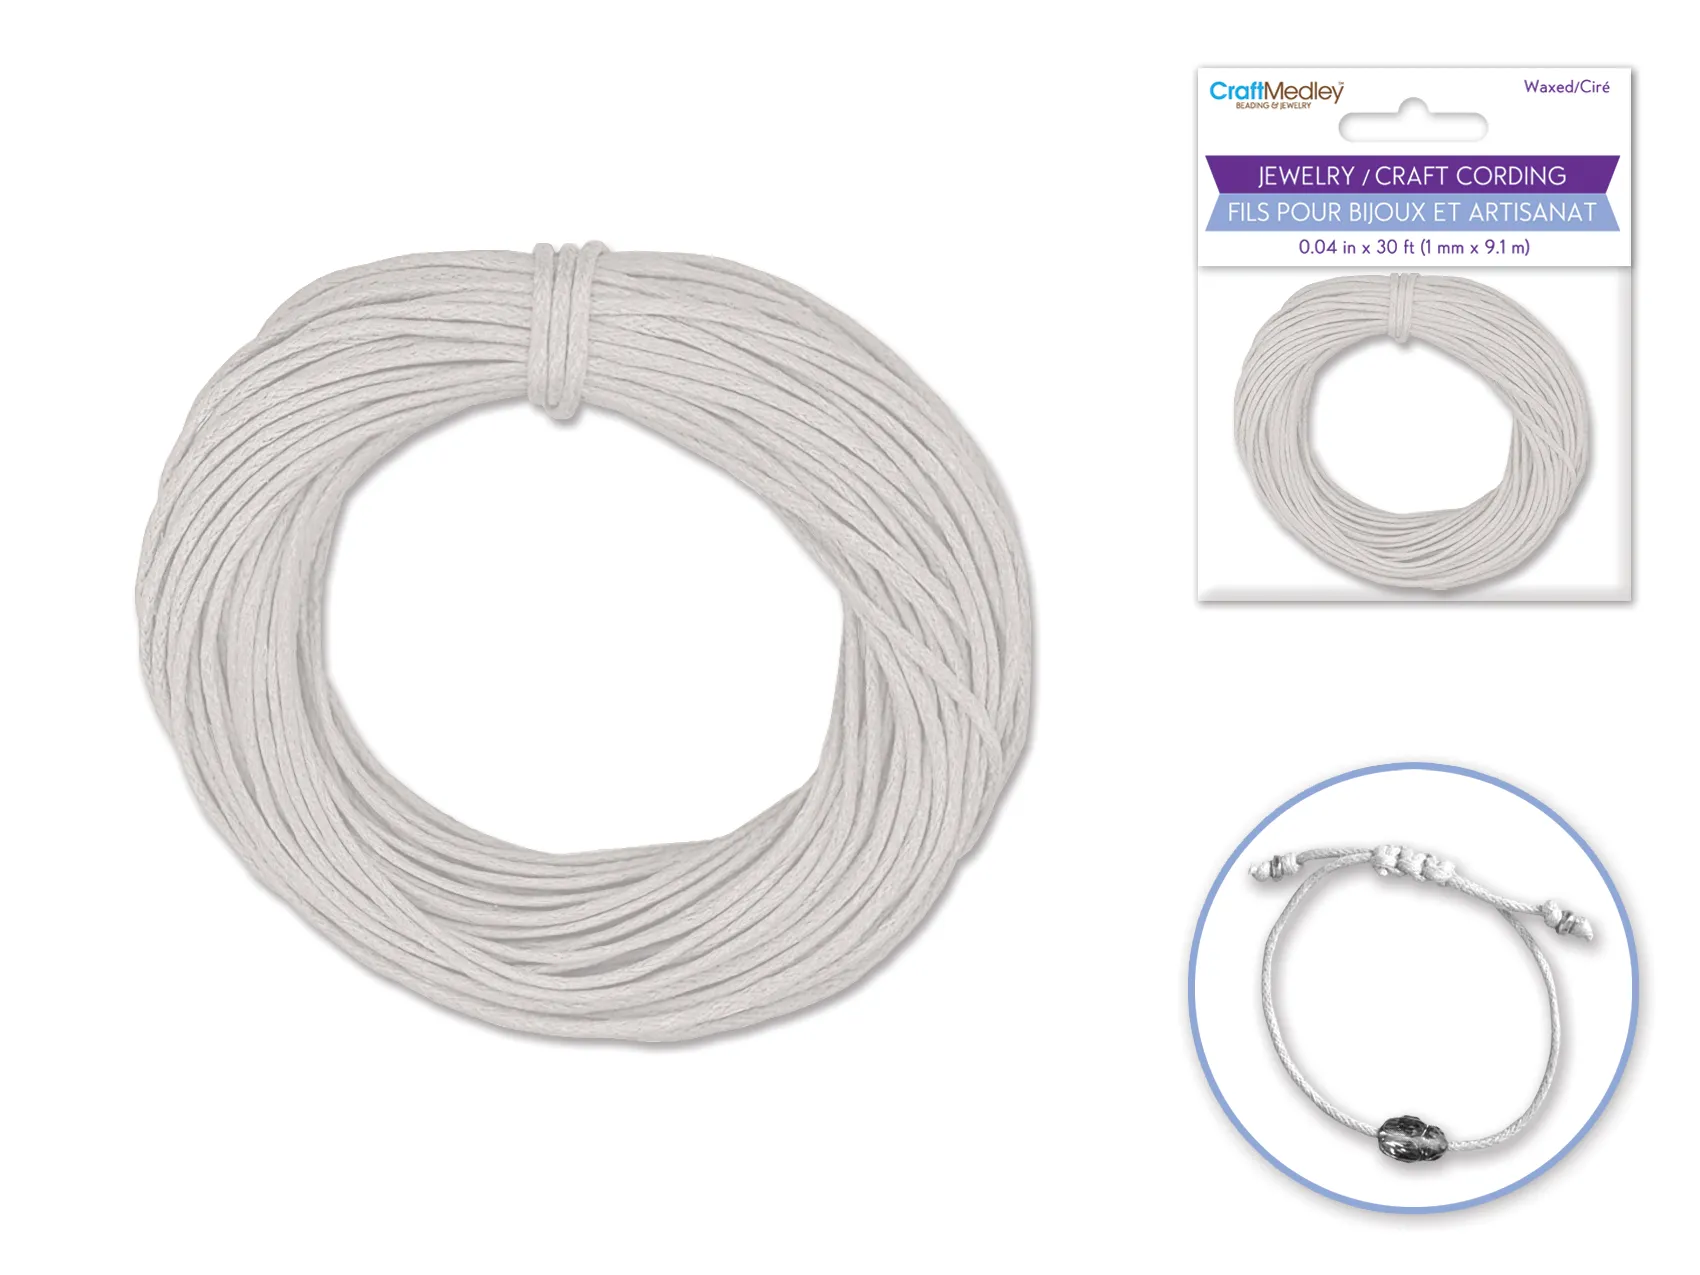 CraftMedley™
BEADING & JEWELRY
Waxed/Ciré
JEWELRY / CRAFT CORDING
FILS POUR BIJOUX ET ARTISANAT
0.04 in x 30 ft (1 mm x 9.1 m)